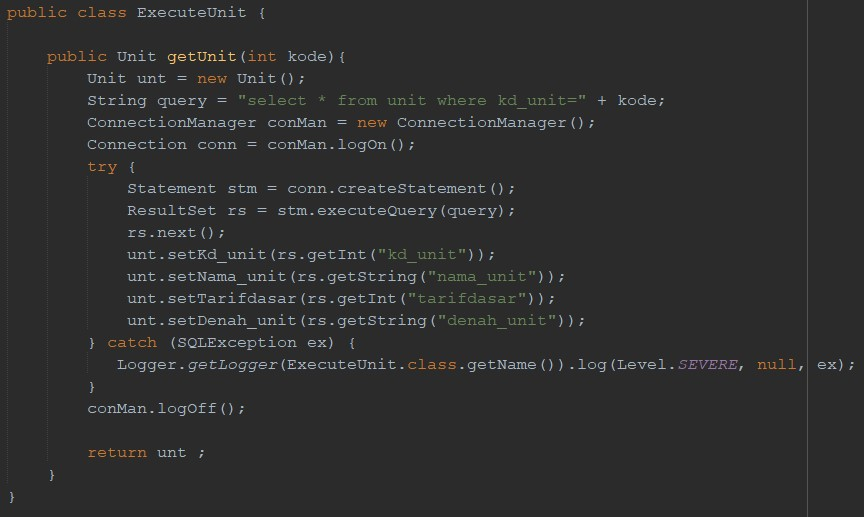 public class ExecuteUnit {
public Unit getUnit(int kode){
Unit unt = new Unit();
String query = "select * from unit where kd_unit=" + kode;
ConnectionManager conMan = new ConnectionManager();
Connection conn = conMan.logOn();
try {
Statement stm = conn.createStatement();
ResultSet rs = stm.executeQuery(query);
rs.next();
unt.setKd_unit(rs.getInt("kd_unit"));
unt.setNama_unit(rs.getString("nama_unit"));
unt.setTarifdasar(rs.getInt("tarifdasar"));
unt.setDenah_unit(rs.getString("denah_unit"));
} catch (SQLException ex) {
Logger.getLogger(ExecuteUnit.class.getName()).log(Level.SEVERE, null, ex);
}
conMan.logOff();
return unt ;
}
}